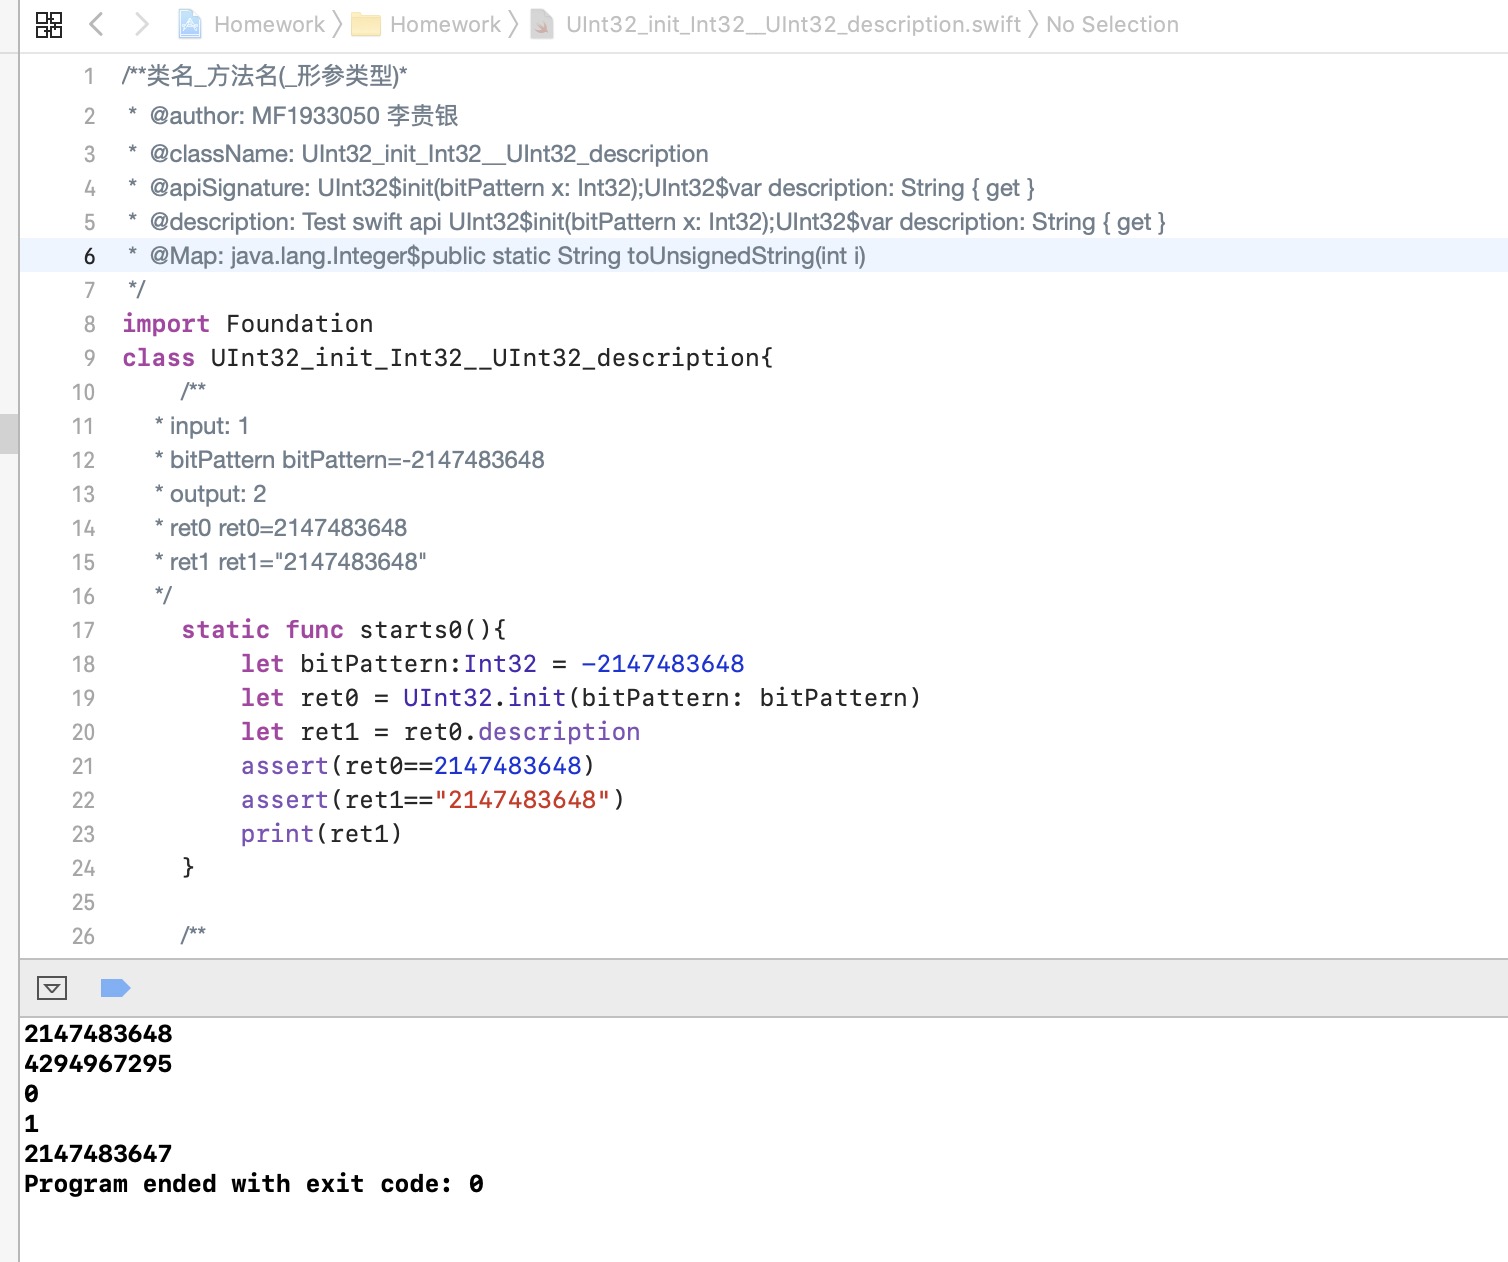 Homework Homework UInt32_init_Int32__UInt32_description.swift No Selection
1 /**类名_方法名(_形参类型)*
2 * @author: MF1933050 李贵银
3 * @className: UInt32_init_Int32__UInt32_description
4 * @apiSignature: UInt32$init(bitPattern x: Int32);UInt32$var description: String { get }
5 * @description: Test swift api UInt32$init(bitPattern x: Int32);UInt32$var description: String { get }
6 * @Map: java.lang.Integer$public static String toUnsignedString(int i)
7 */
8 import Foundation
9 class UInt32_init_Int32__UInt32_description{
10 /**
11 * input: 1
12 * bitPattern bitPattern=-2147483648
13 * output: 2
14 * ret0 ret0=2147483648
15 * ret1 ret1="2147483648"
16 */
17 static func starts0(){
18 let bitPattern:Int32 = -2147483648
19 let ret0 = UInt32.init(bitPattern: bitPattern)
20 let ret1 = ret0.description
21 assert(ret0==2147483648)
22 assert(ret1=="2147483648")
23 print(ret1)
24 }
25
26 /**
2147483648
4294967295
0
1
2147483647
Program ended with exit code: 0